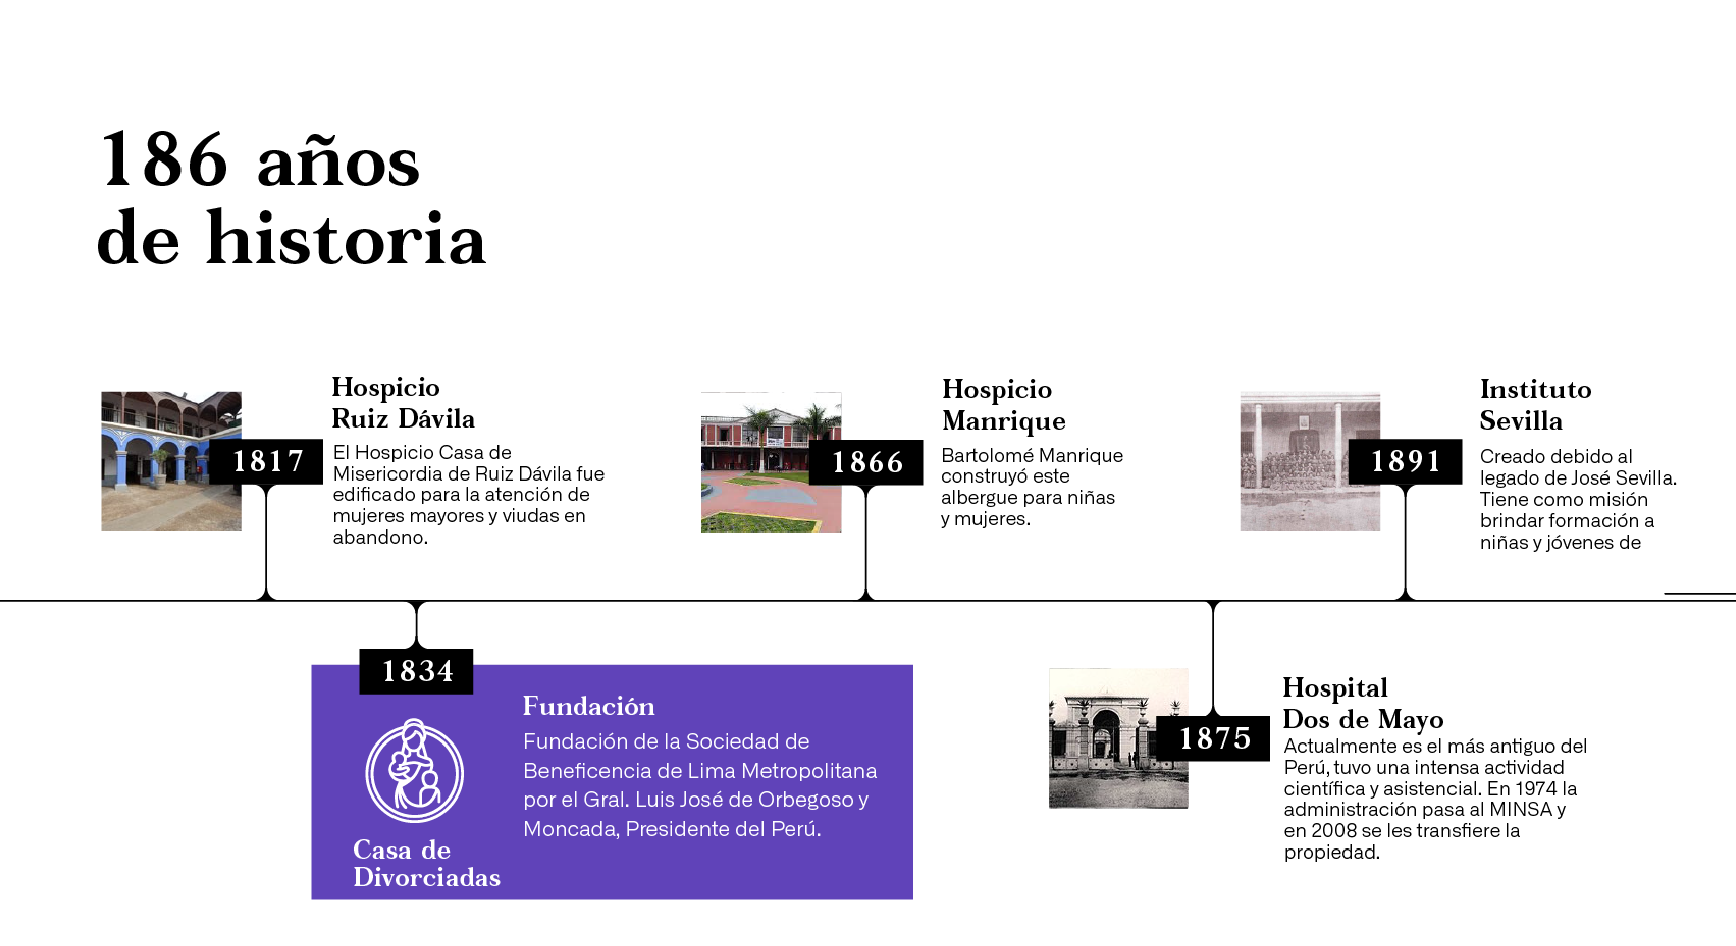 186 años
de historia
1817
Hospicio
Ruiz Dávila
El Hospicio Casa de
Misericordia de Ruiz Dávila fue
edificado para la atención de
mujeres mayores y viudas en
abandono.
1866
Hospicio
Manrique
Bartolomé Manrique
construyó este
albergue para niñas
y mujeres.
1891
Instituto
Sevilla
Creado debido al
legado de José Sevilla.
Tiene como misión
brindar formación a
niñas y jóvenes de
1834
Casa de
Divorciadas
Fundación
Fundación de la Sociedad de
Beneficencia de Lima Metropolitana
por el Gral. Luis José de Orbegoso y
Moncada, Presidente del Perú.
1875
Hospital
Dos de Mayo
Actualmente es el más antiguo del
Perú, tuvo una intensa actividad
científica y asistencial. En 1974 la
administración pasa al MINSA y
en 2008 se les transfiere la
propiedad.